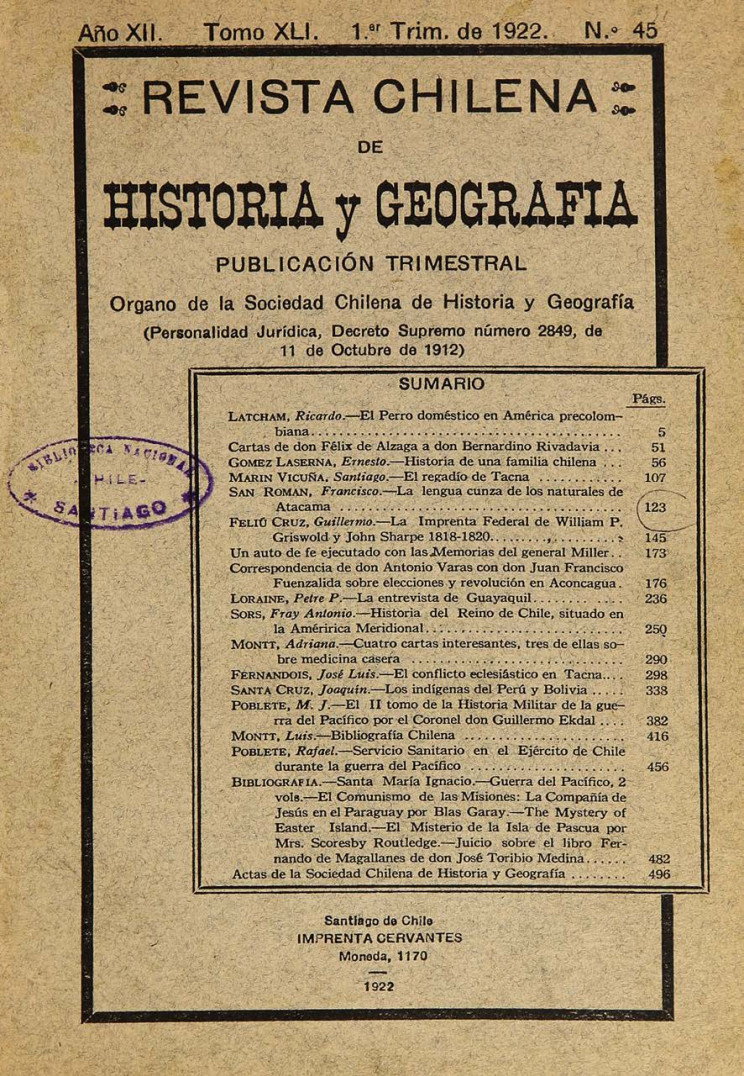 Año XII. Tomo XLI. 1.er Trim. de 1922. N.o 45
REVISTA CHILENA
DE
HISTORIA y GEOGRAFIA
PUBLICACIÓN TRIMESTRAL
Organo de la Sociedad Chilena de Historia y Geografía
(Personalidad Jurídica, Decreto Supremo número 2849, de
11 de Octubre de 1912)
SUMARIO
Págs.
LATCHAM, Ricardo.—El Perro doméstico en América precolom-
biana.......... 5
Cartas de don Félix de Alzaga a don Bernardino Rivadavia ... 51
GOMEZ LASERNA, Ernesto.—Historia de una familia chilena ... 56
MARIN VICUÑA, Santiago.—El regadío de Tacna .......... 107
SAN ROMAN, Francisco.—La lengua cunza de los naturales de
Atacama .......... 123
FELIÚ CRUZ, Guillermo.—La Imprenta Federal de William P.
Griswold y John Sharpe 1818-1820.......... 145
Un auto de fe ejecutado con las Memorias del general Miller.. 173
Correspondencia de don Antonio Varas con don Juan Francisco
Fuenzalida sobre elecciones y revolución en Aconcagua. 176
LORAINE, Petre P.—La entrevista de Guayaquil.......... 236
SORS, Fray Antonio.—Historia del Reino de Chile, situado en
la Améririca Meridional.......... 250
MONTT, Adriana.—Cuatro cartas interesantes, tres de ellas so-
bre medicina casera .......... 290
FERNANDOIS, José Luis.—El conflicto eclesiástico en Tacna.... 298
SANTA CRUZ, Joaquín.—Los indígenas del Perú y Bolivia ..... 338
POBLETE, M. J.—El II tomo de la Historia Militar de la gue-
rra del Pacífico por el Coronel don Guillermo Ekdal .... 382
MONTT, Luis.—Bibliografía Chilena .......... 416
POBLETE, Rafael.—Servicio Sanitario en el Ejército de Chile
durante la guerra del Pacífico .......... 456
BIBLIOGRAFIA.—Santa María Ignacio.—Guerra del Pacífico, 2
vols.—El Comunismo de las Misiones: La Compañía de
Jesús en el Paraguay por Blas Garay.—The Mystery of
Easter Island.—El Misterio de la Isla de Pascua por
Mrs. Scoresby Routledge.—Juicio sobre el libro Fer-
nando de Magallanes de don José Toribio Medina...... 482
Actas de la Sociedad Chilena de Historia y Geografía ........ 496
BIBLIOTECA NACIONAL
CHILE-
SANTIAGO
Santiago de Chile
IMPRENTA CERVANTES
Moneda, 1170
1922